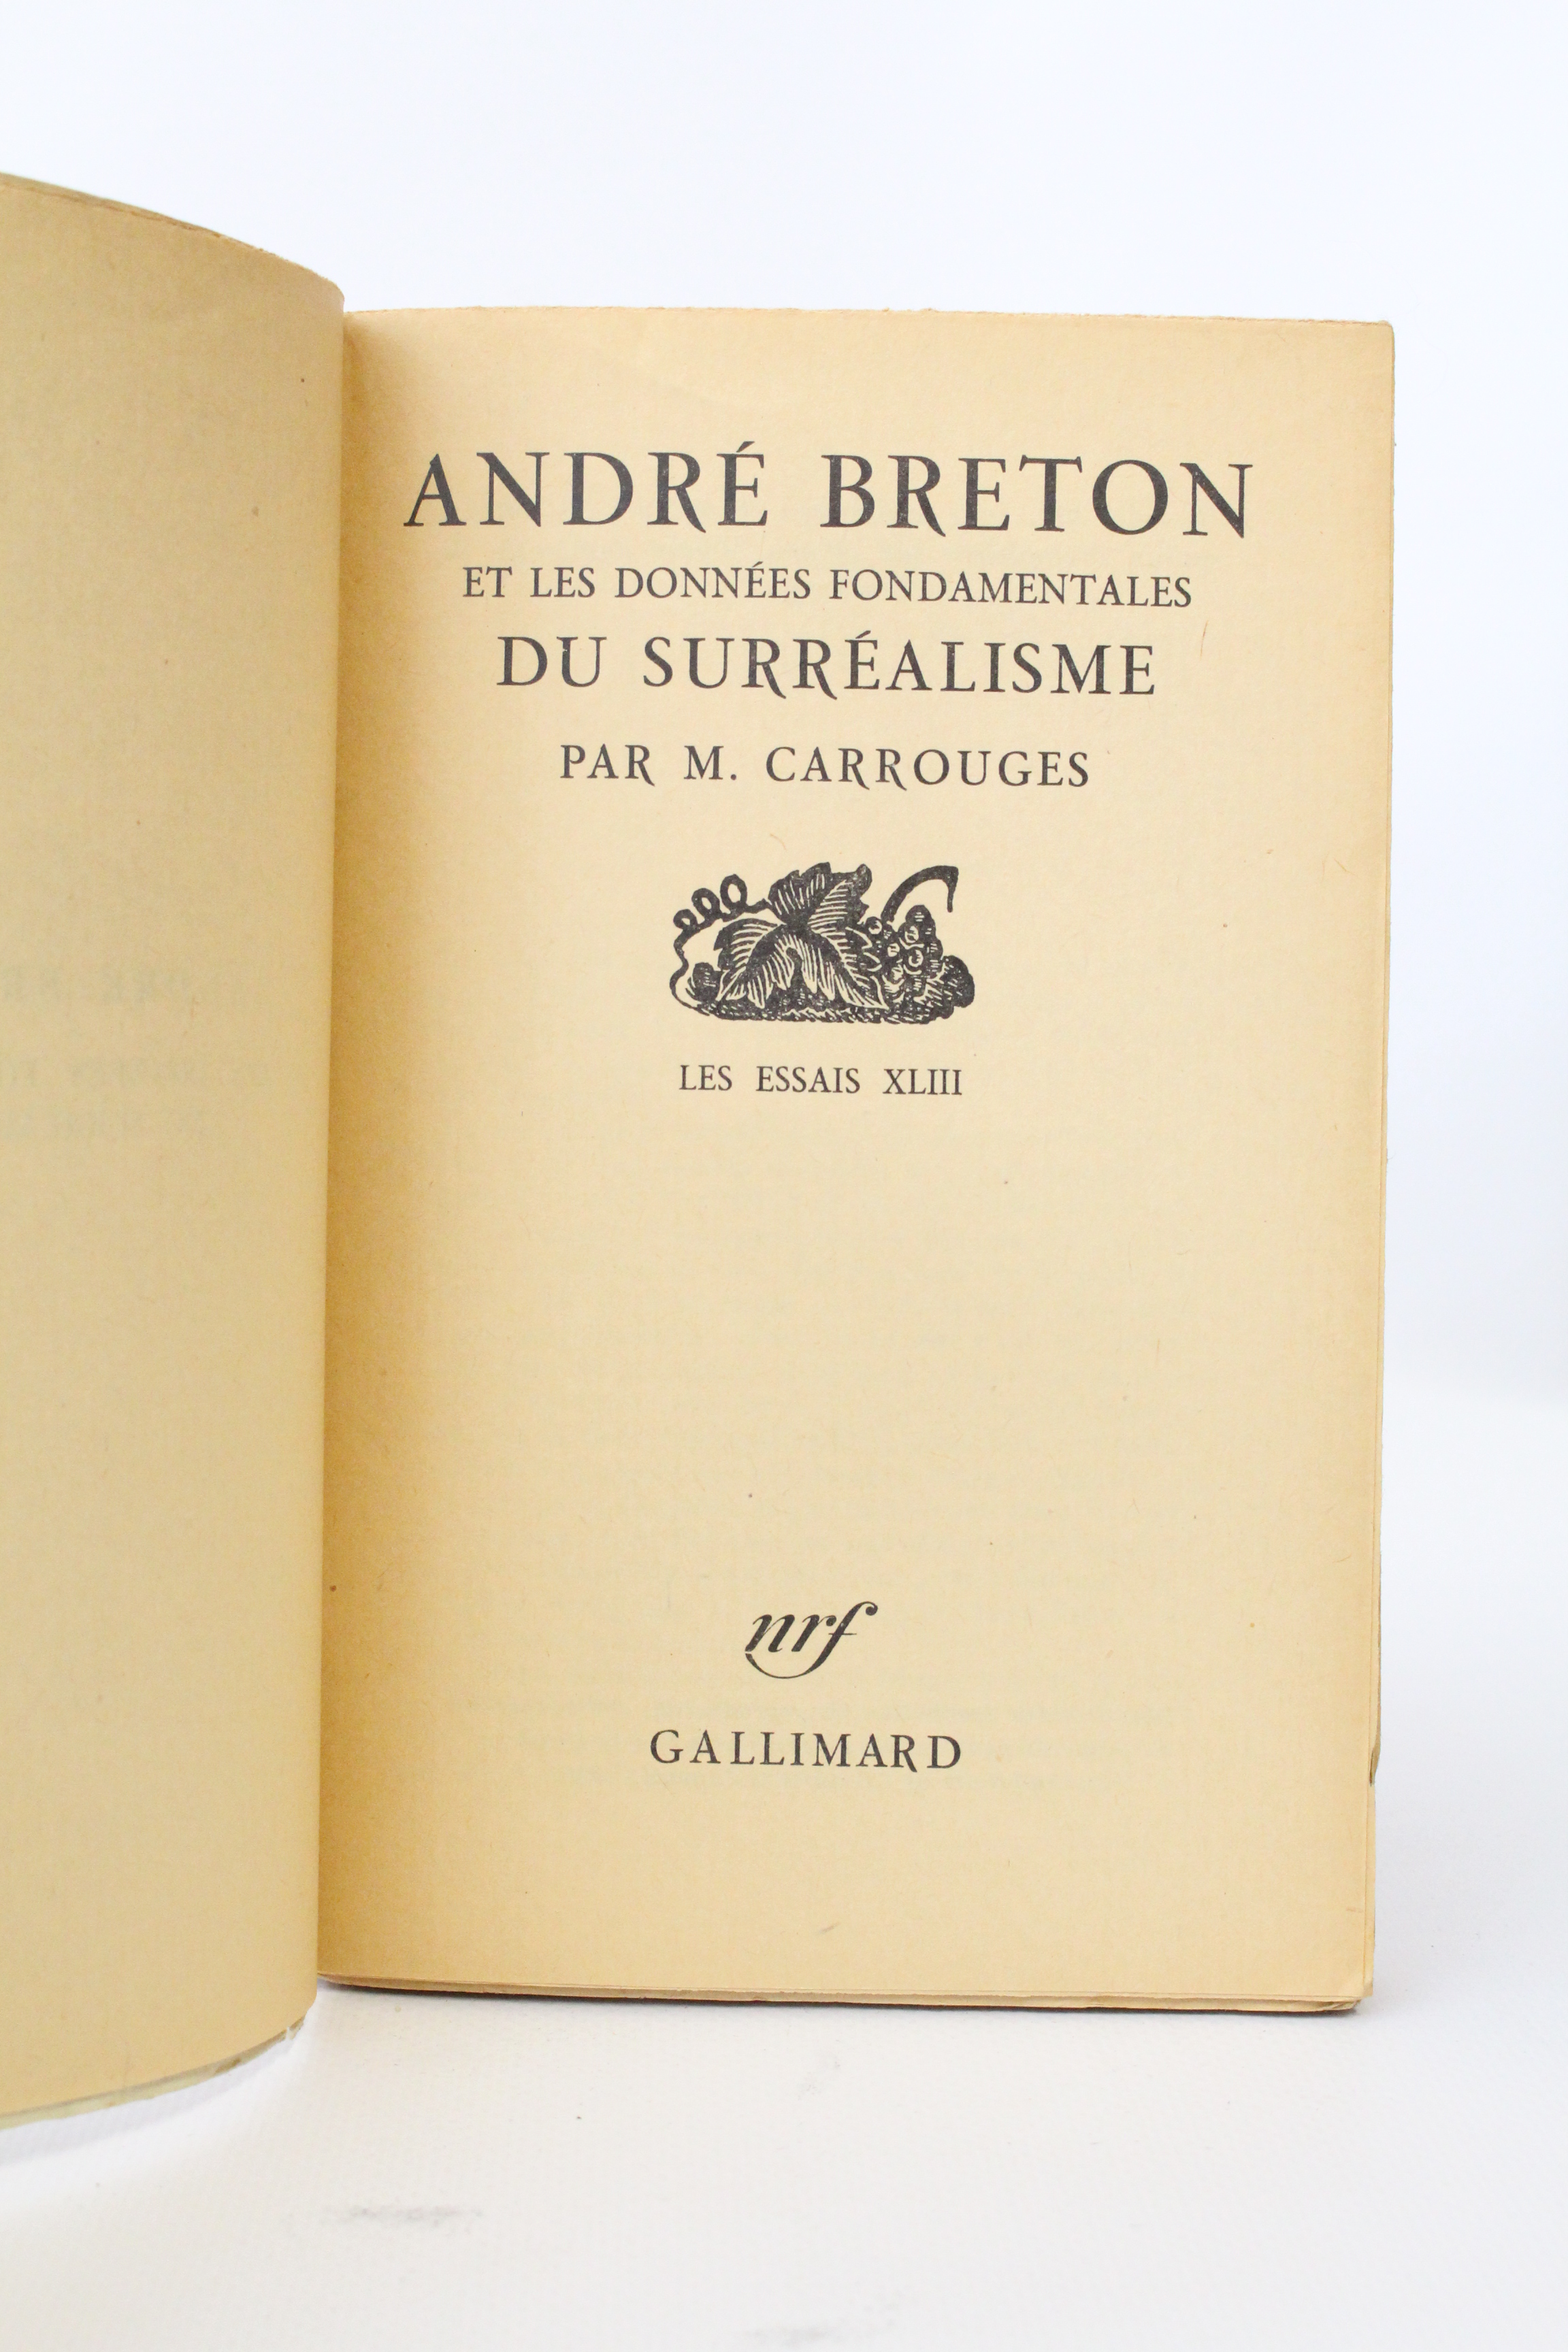 ANDRÉ BRETON
ET LES DONNÉES FONDAMENTALES
DU SURRÉALISME
PAR M. CARROUGES
LES ESSAIS XLIII
nrf
GALLIMARD